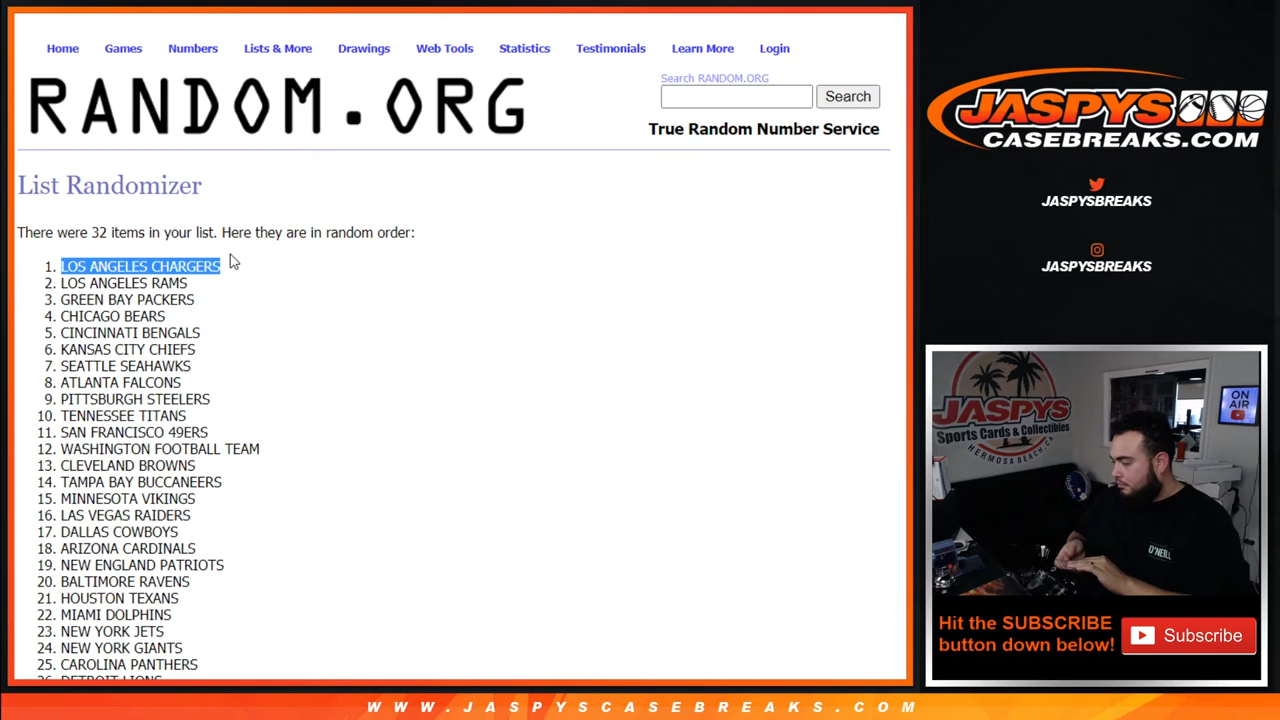 Home Games Numbers Lists & More Drawings Web Tools Statistics Testimonials Learn More Login
RANDOM.ORG
Search RANDOM.ORG
Search
True Random Number Service
List Randomizer
There were 32 items in your list. Here they are in random order:
1. LOS ANGELES CHARGERS
2. LOS ANGELES RAMS
3. GREEN BAY PACKERS
4. CHICAGO BEARS
5. CINCINNATI BENGALS
6. KANSAS CITY CHIEFS
7. SEATTLE SEAHAWKS
8. ATLANTA FALCONS
9. PITTSBURGH STEELERS
10. TENNESSEE TITANS
11. SAN FRANCISCO 49ERS
12. WASHINGTON FOOTBALL TEAM
13. CLEVELAND BROWNS
14. TAMPA BAY BUCCANEERS
15. MINNESOTA VIKINGS
16. LAS VEGAS RAIDERS
17. DALLAS COWBOYS
18. ARIZONA CARDINALS
19. NEW ENGLAND PATRIOTS
20. BALTIMORE RAVENS
21. HOUSTON TEXANS
22. MIAMI DOLPHINS
23. NEW YORK JETS
24. NEW YORK GIANTS
25. CAROLINA PANTHERS
26. DETROIT LIONS
JASPYS
CASEBREAKS.COM
JASPYSBREAKS
JASPYSBREAKS
JASPYS
Sports Cards & Collectibles
HERMOSA BEACH, CA
ON
AIR
O'NEILL
Hit the SUBSCRIBE
button down below!
Subscribe
WWW.JASPYSCASEBREAKS.COM